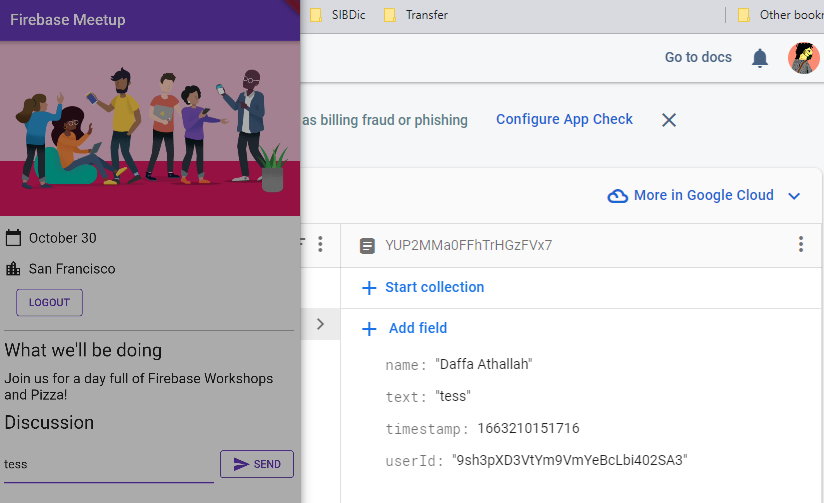 Firebase Meetup
October 30
San Francisco
LOGOUT
What we'll be doing
Join us for a day full of Firebase Workshops
and Pizza!
Discussion
tess
SEND
SIBDic
Transfer
Other bookr
Go to docs
as billing fraud or phishing
Configure App Check
More in Google Cloud
YUP2MMa0FFhTrHGzFVx7
Start collection
Add field
name: "Daffa Athallah"
text: "tess"
timestamp: 1663210151716
userId: "9sh3pXD3VtYm9VmYeBcLbi402SA3"